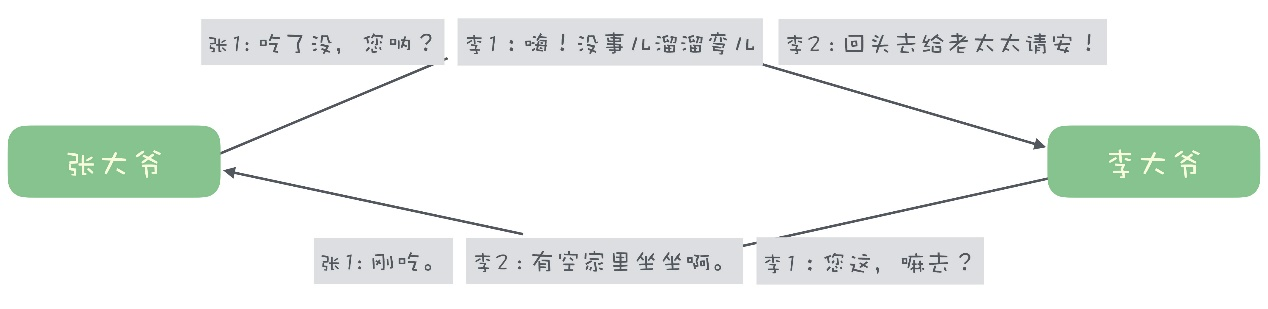 张1: 吃了没，您呐？
李1：嗨！没事儿溜溜弯儿
李2：回头去给老太太请安！
张大爷
李大爷
张1: 刚吃。
李2：有空家里坐坐啊。
李1：您这，嘛去？